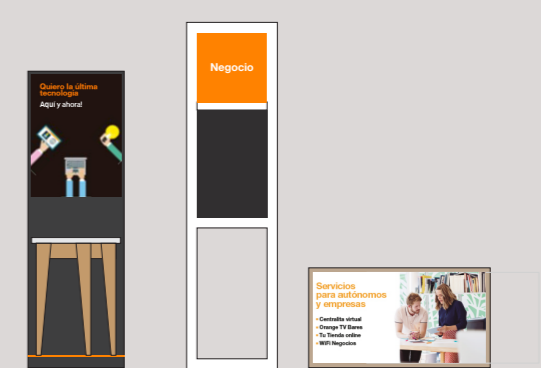 Quiero la última
tecnología
Aquí y ahora!
Negocio
Servicios
para autónomos
y empresas
• Centralita virtual
• Orange TV Bares
• Tu Tienda online
• WiFi Negocios